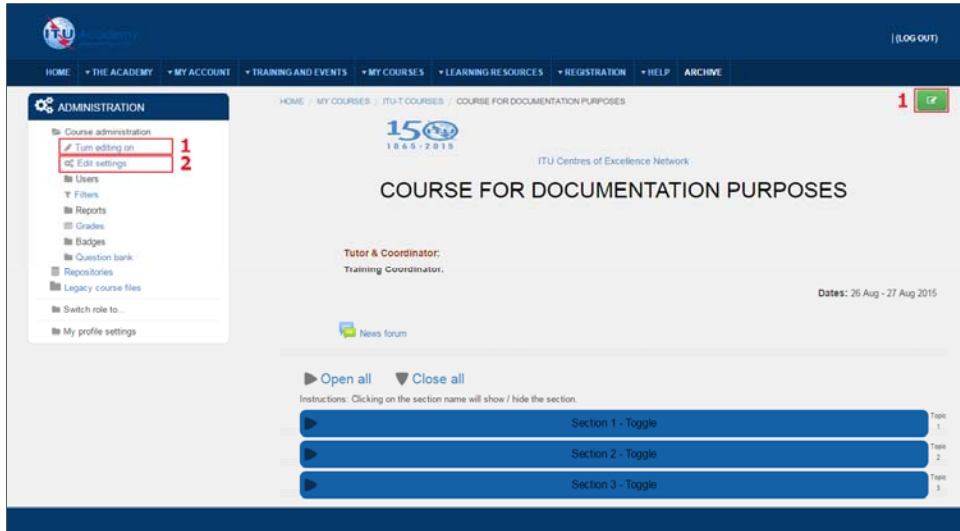 ITU Academy
| (LOG OUT)
HOME ▾ THE ACADEMY ▾ MY ACCOUNT ▾ TRAINING AND EVENTS ▾ MY COURSES ▾ LEARNING RESOURCES ▾ REGISTRATION ▾ HELP ARCHIVE
ADMINISTRATION
Course administration
Turn editing on 1
Edit settings 2
Users
Filters
Reports
Grades
Badges
Question bank
Repositories
Legacy course files
Switch role to...
My profile settings
HOME / MY COURSES / ITU-T COURSES / COURSE FOR DOCUMENTATION PURPOSES
1
150
1865-2015
ITU Centres of Excellence Network
COURSE FOR DOCUMENTATION PURPOSES
Tutor & Coordinator:
Training Coordinator:
Dates: 26 Aug - 27 Aug 2015
News forum
Open all Close all
Instructions: Clicking on the section name will show / hide the section.
Section 1 - Toggle
Topic
1
Section 2 - Toggle
Topic
2
Section 3 - Toggle
Topic
3